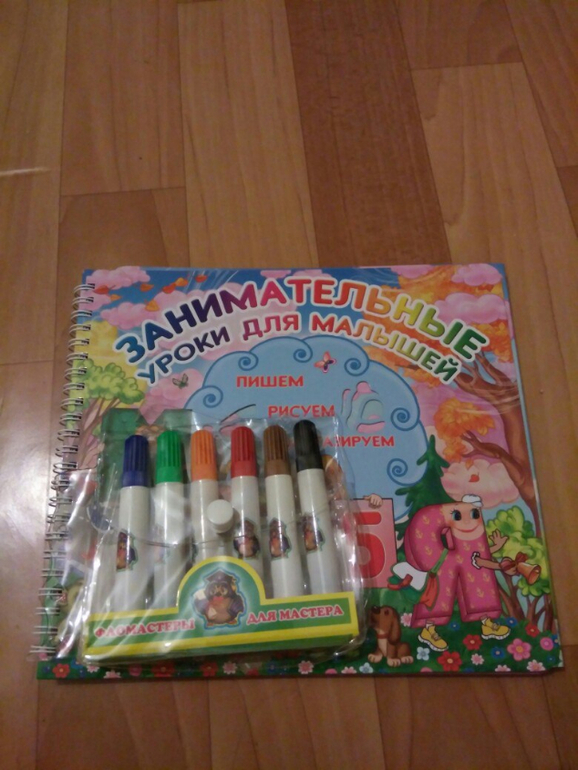 ЗАНИМАТЕЛЬНЫЕ
УРОКИ ДЛЯ МАЛЫШЕЙ
ПИШЕМ
РИСУЕМ
Б
Я
ФЛОМАСТЕРЫ ДЛЯ МАСТЕРА